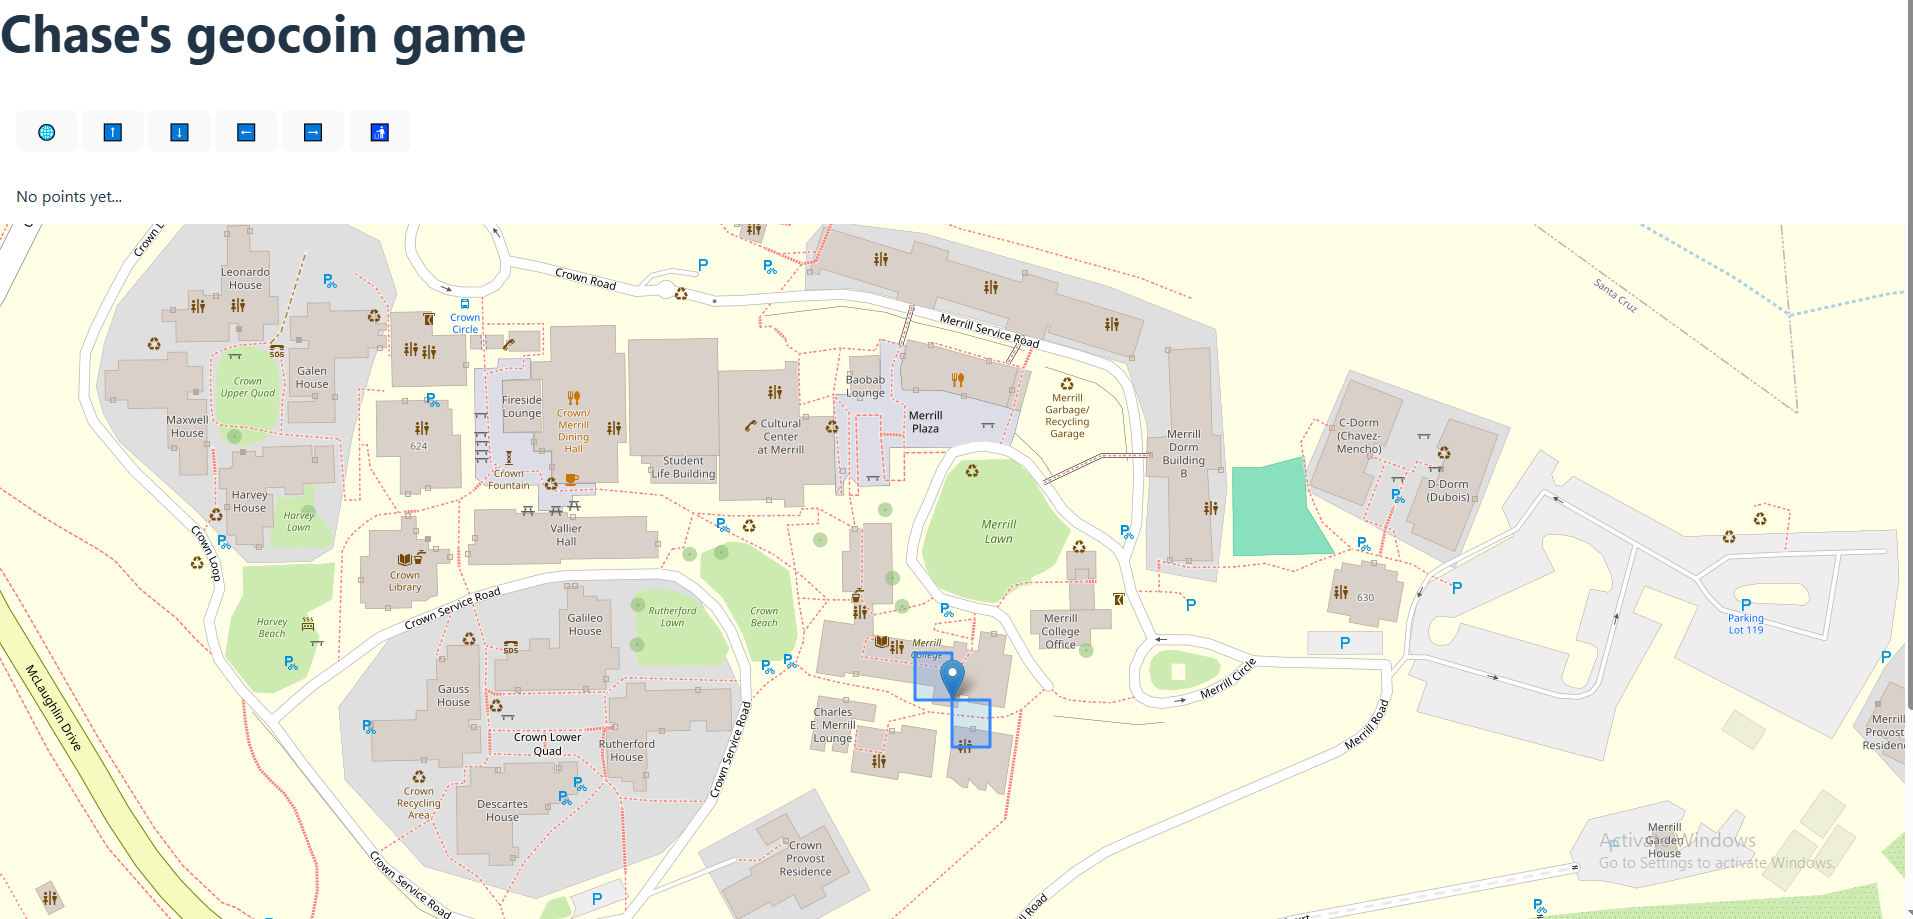 Chase's geocoin game
No points yet...
Crown L
Leonardo
House
Crown
Circle
Crown Road
Merrill Service Road
Santa Cruz
Crown
Upper Quad
Galen
House
Maxwell
House
Fireside
Lounge
Crown/
Merrill
Dining
Hall
624
Crown
Fountain
Student
Life Building
Cultural
Center
at Merrill
Baobab
Lounge
Merrill
Plaza
Merrill
Garbage/
Recycling
Garage
Merrill
Dorm
Building
B
C-Dorm
(Chavez-
Mencho)
D-Dorm
(Dubois)
Harvey
House
Harvey
Lawn
Crown Loop
Vallier
Hall
Merrill
Lawn
Crown
Library
Crown Service Road
Galileo
House
Rutherford
Lawn
Crown
Beach
Harvey
Beach
SOS
SOS
Merrill
College
Merrill
College
Office
630
Parking
Lot 119
Merrill Circle
Merrill Road
Merrill
Provost
Residenc
McLaughlin Drive
Gauss
House
Crown Lower
Quad
Rutherford
House
Charles
E. Merrill
Lounge
Crown Service Road
Crown
Recycling
Area
Descartes
House
Crown
Provost
Residence
Crown Service Road
Merrill
Garden
House
Activate Windows
Go to Settings to activate Windows.
ll Road